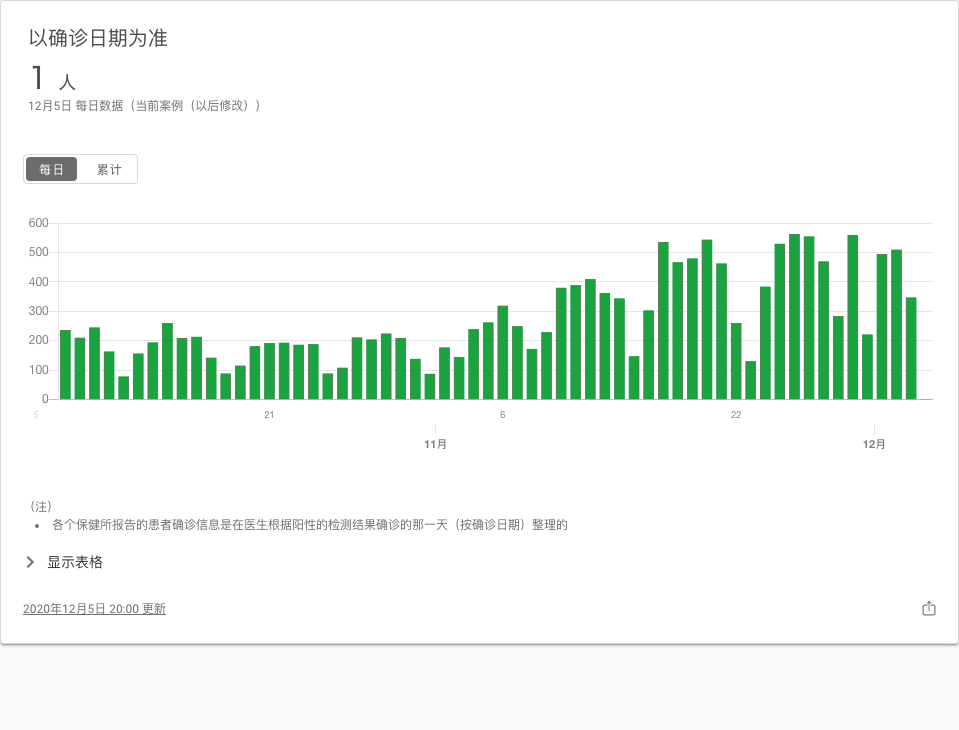 以确诊日期为准
1 人
12月5日 每日数据（当前案例（以后修改））
每日 累计
600
500
400
300
200
100
0
5 21 6 22
11月 12月
（注）
• 各个保健所报告的患者确诊信息是在医生根据阳性的检测结果确诊的那一天（按确诊日期）整理的
显示表格
2020年12月5日 20:00 更新